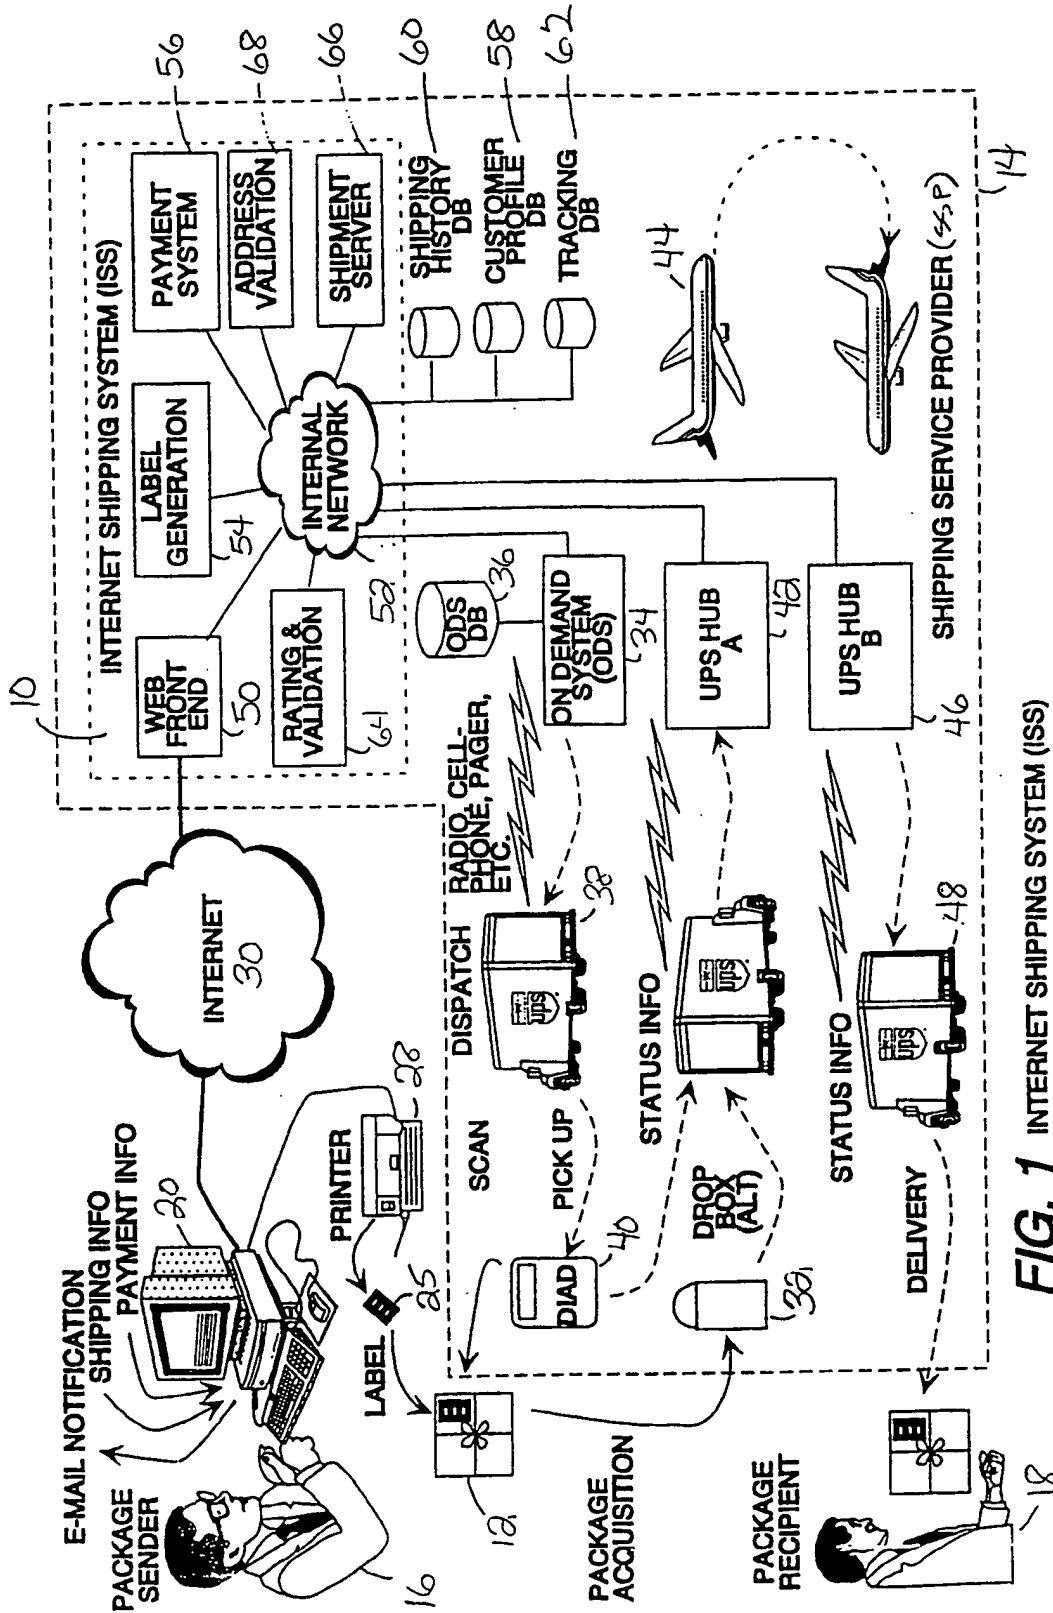 E-MAIL NOTIFICATION
SHIPPING INFO
PAYMENT INFO
20
PACKAGE
SENDER
16
PRINTER
28
LABEL
25
12
INTERNET
30
10
INTERNET SHIPPING SYSTEM (ISS)
WEB
FRONT
END
50
LABEL
GENERATION
54
PAYMENT
SYSTEM
56
ADDRESS
VALIDATION
68
SHIPMENT
SERVER
66
RATING &
VALIDATION
64
INTERNAL
NETWORK
52
SHIPPING
HISTORY
DB
60
CUSTOMER
PROFILE
DB
58
TRACKING
DB
62
ODS
DB
36
ON DEMAND
SYSTEM
(ODS)
34
RADIO, CELL-
PHONE, PAGER,
ETC.
DISPATCH
ups
38
SCAN
PICK UP
DIAD
40
STATUS INFO
ups
UPS HUB
A
42
44
DROP
BOX
(ALT)
32
PACKAGE
ACQUISITION
UPS HUB
B
46
STATUS INFO
ups
48
DELIVERY
PACKAGE
RECIPIENT
18
SHIPPING SERVICE PROVIDER (SSP)
14
FIG. 1 INTERNET SHIPPING SYSTEM (ISS)